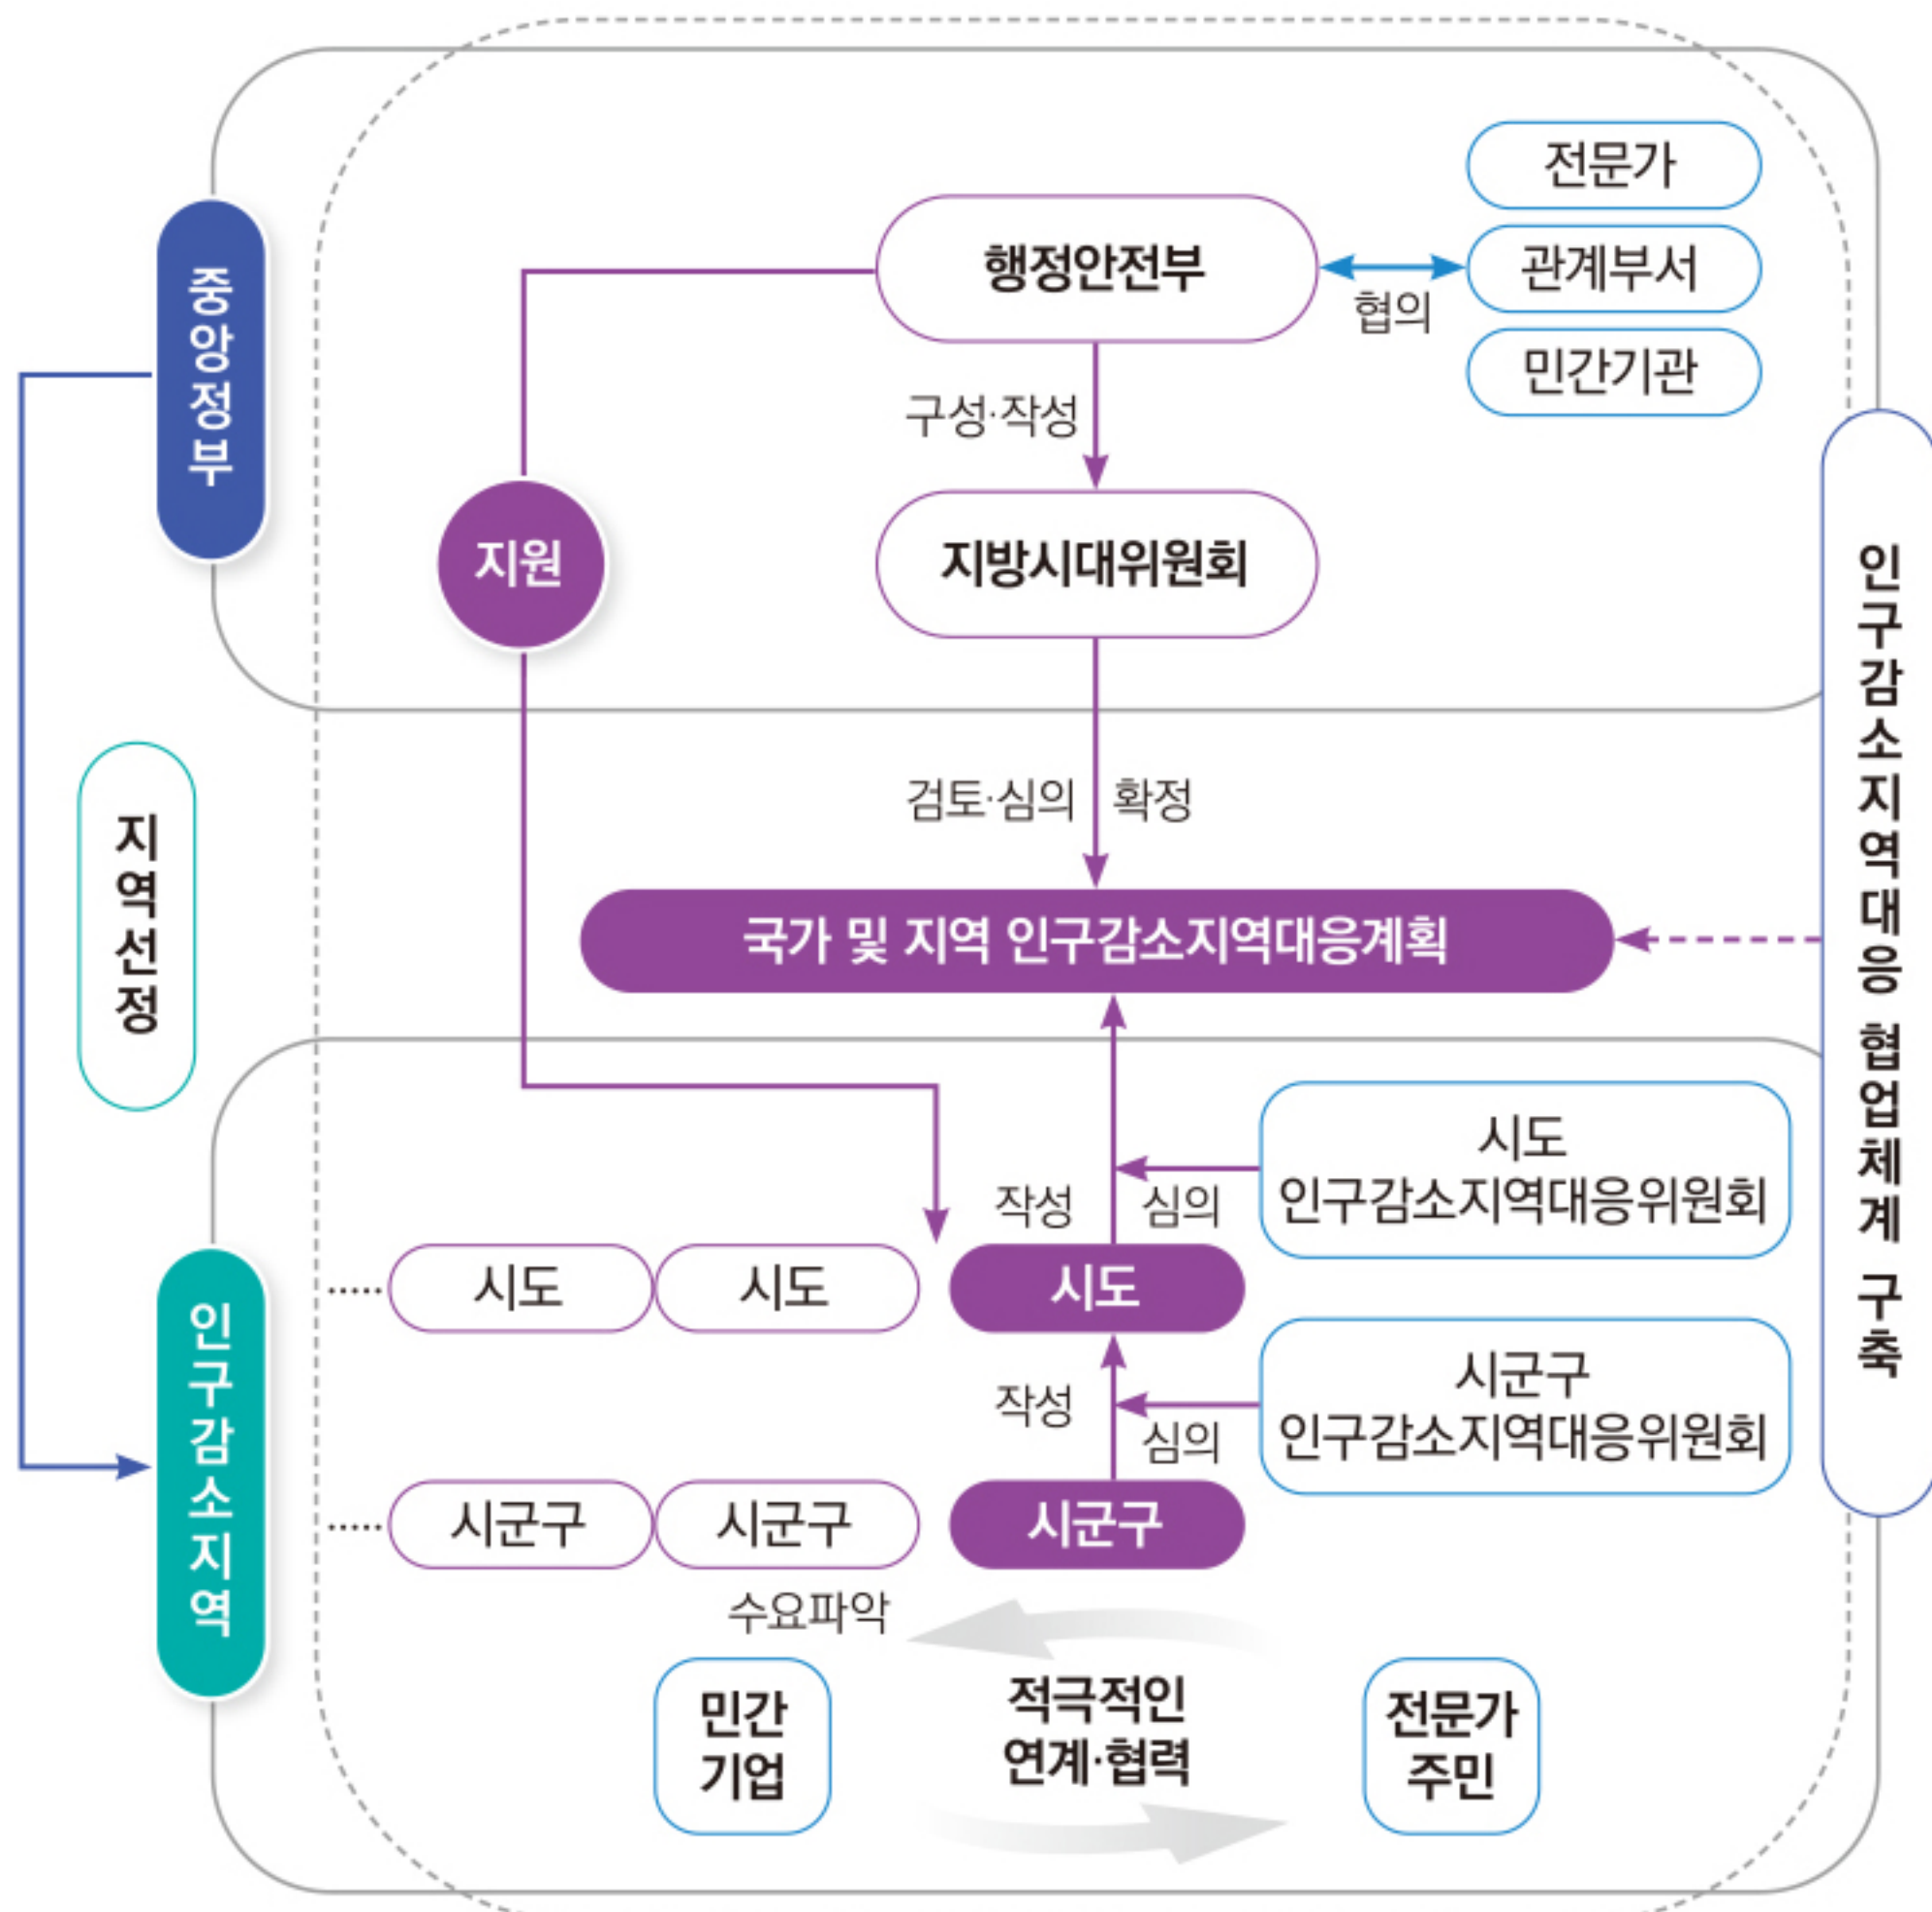 전문가
행정안전부
관계부서
협의
민간기관
중앙정부
구성·작성
지원
지방시대위원회
인구감소지역대응 협업체계 구축
지역선정
검토·심의 확정
국가 및 지역 인구감소지역대응계획
시도
인구감소지역대응위원회
작성 심의
시도 시도 시도
인구감소지역
시군구
인구감소지역대응위원회
작성
심의
시군구 시군구 시군구
수요파악
민간
기업
적극적인
연계·협력
전문가
주민